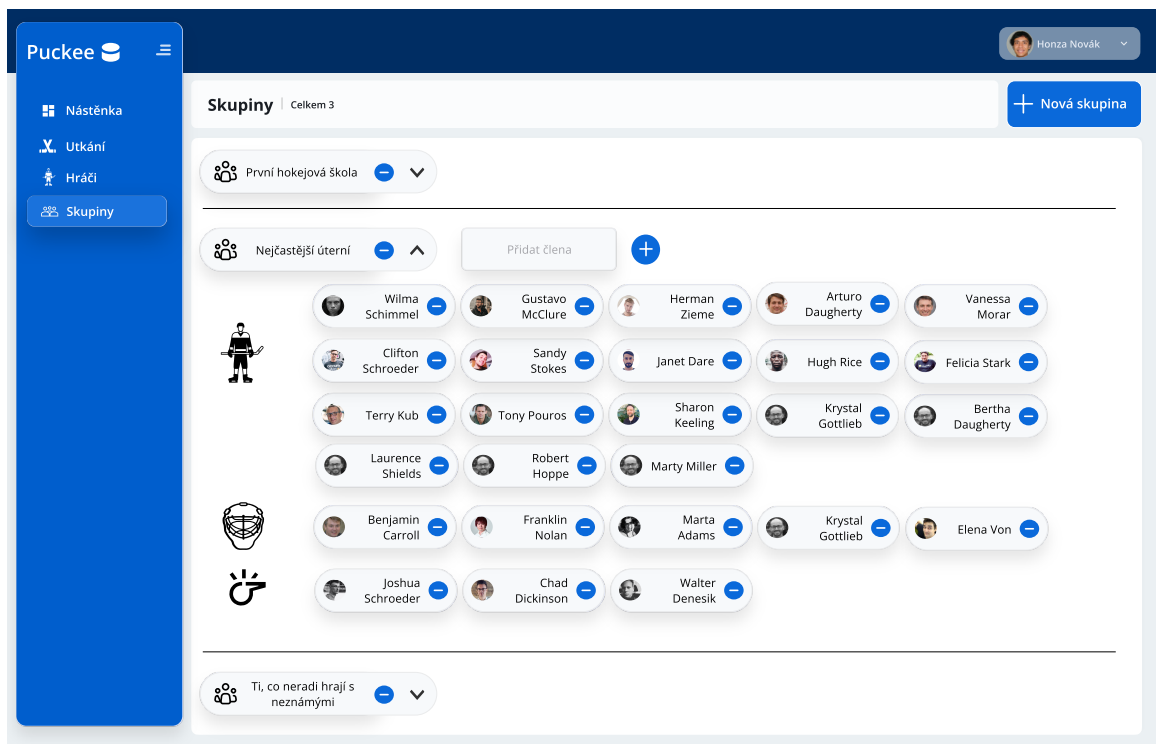 Puckee
Honza Novák
Nástěnka
Utkání
Hráči
Skupiny
Skupiny
Celkem 3
Nová skupina
První hokejová škola
Nejčastější úterní
Přidat člena
Wilma
Schimmel
Gustavo
McClure
Herman
Zieme
Arturo
Daugherty
Vanessa
Morar
Clifton
Schroeder
Sandy
Stokes
Janet Dare
Hugh Rice
Felicia Stark
Terry Kub
Tony Pouros
Sharon
Keeling
Krystal
Gottlieb
Bertha
Daugherty
Laurence
Shields
Robert
Hoppe
Marty Miller
Benjamin
Carroll
Franklin
Nolan
Marta
Adams
Krystal
Gottlieb
Elena Von
Joshua
Schroeder
Chad
Dickinson
Walter
Denesik
Ti, co neradi hrají s
neznámými